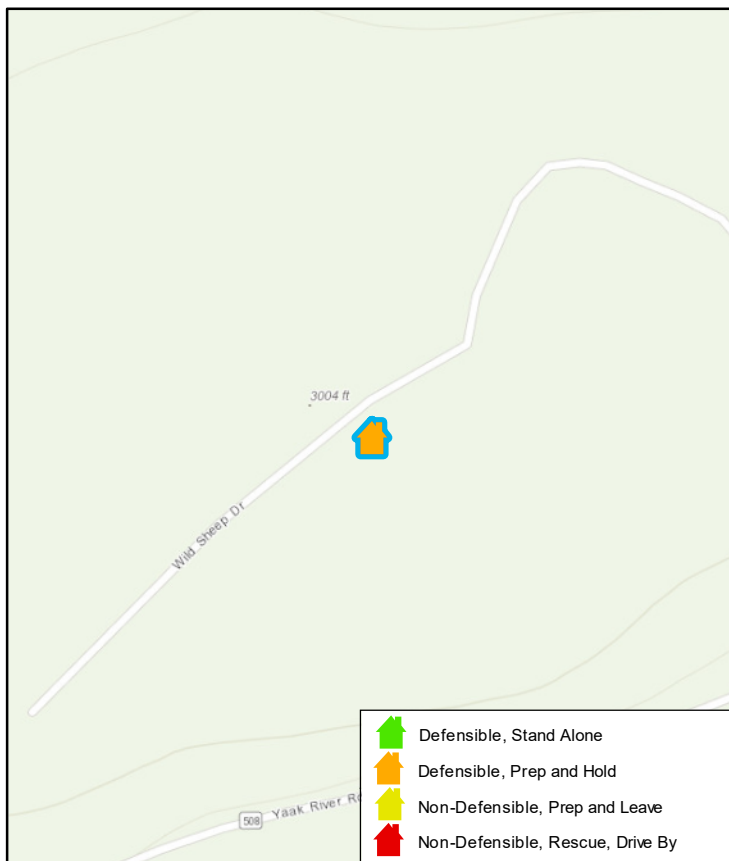 3004 ft
Wild Sheep Dr
508
Yaak River Rd
Defensible, Stand Alone
Defensible, Prep and Hold
Non-Defensible, Prep and Leave
Non-Defensible, Rescue, Drive By